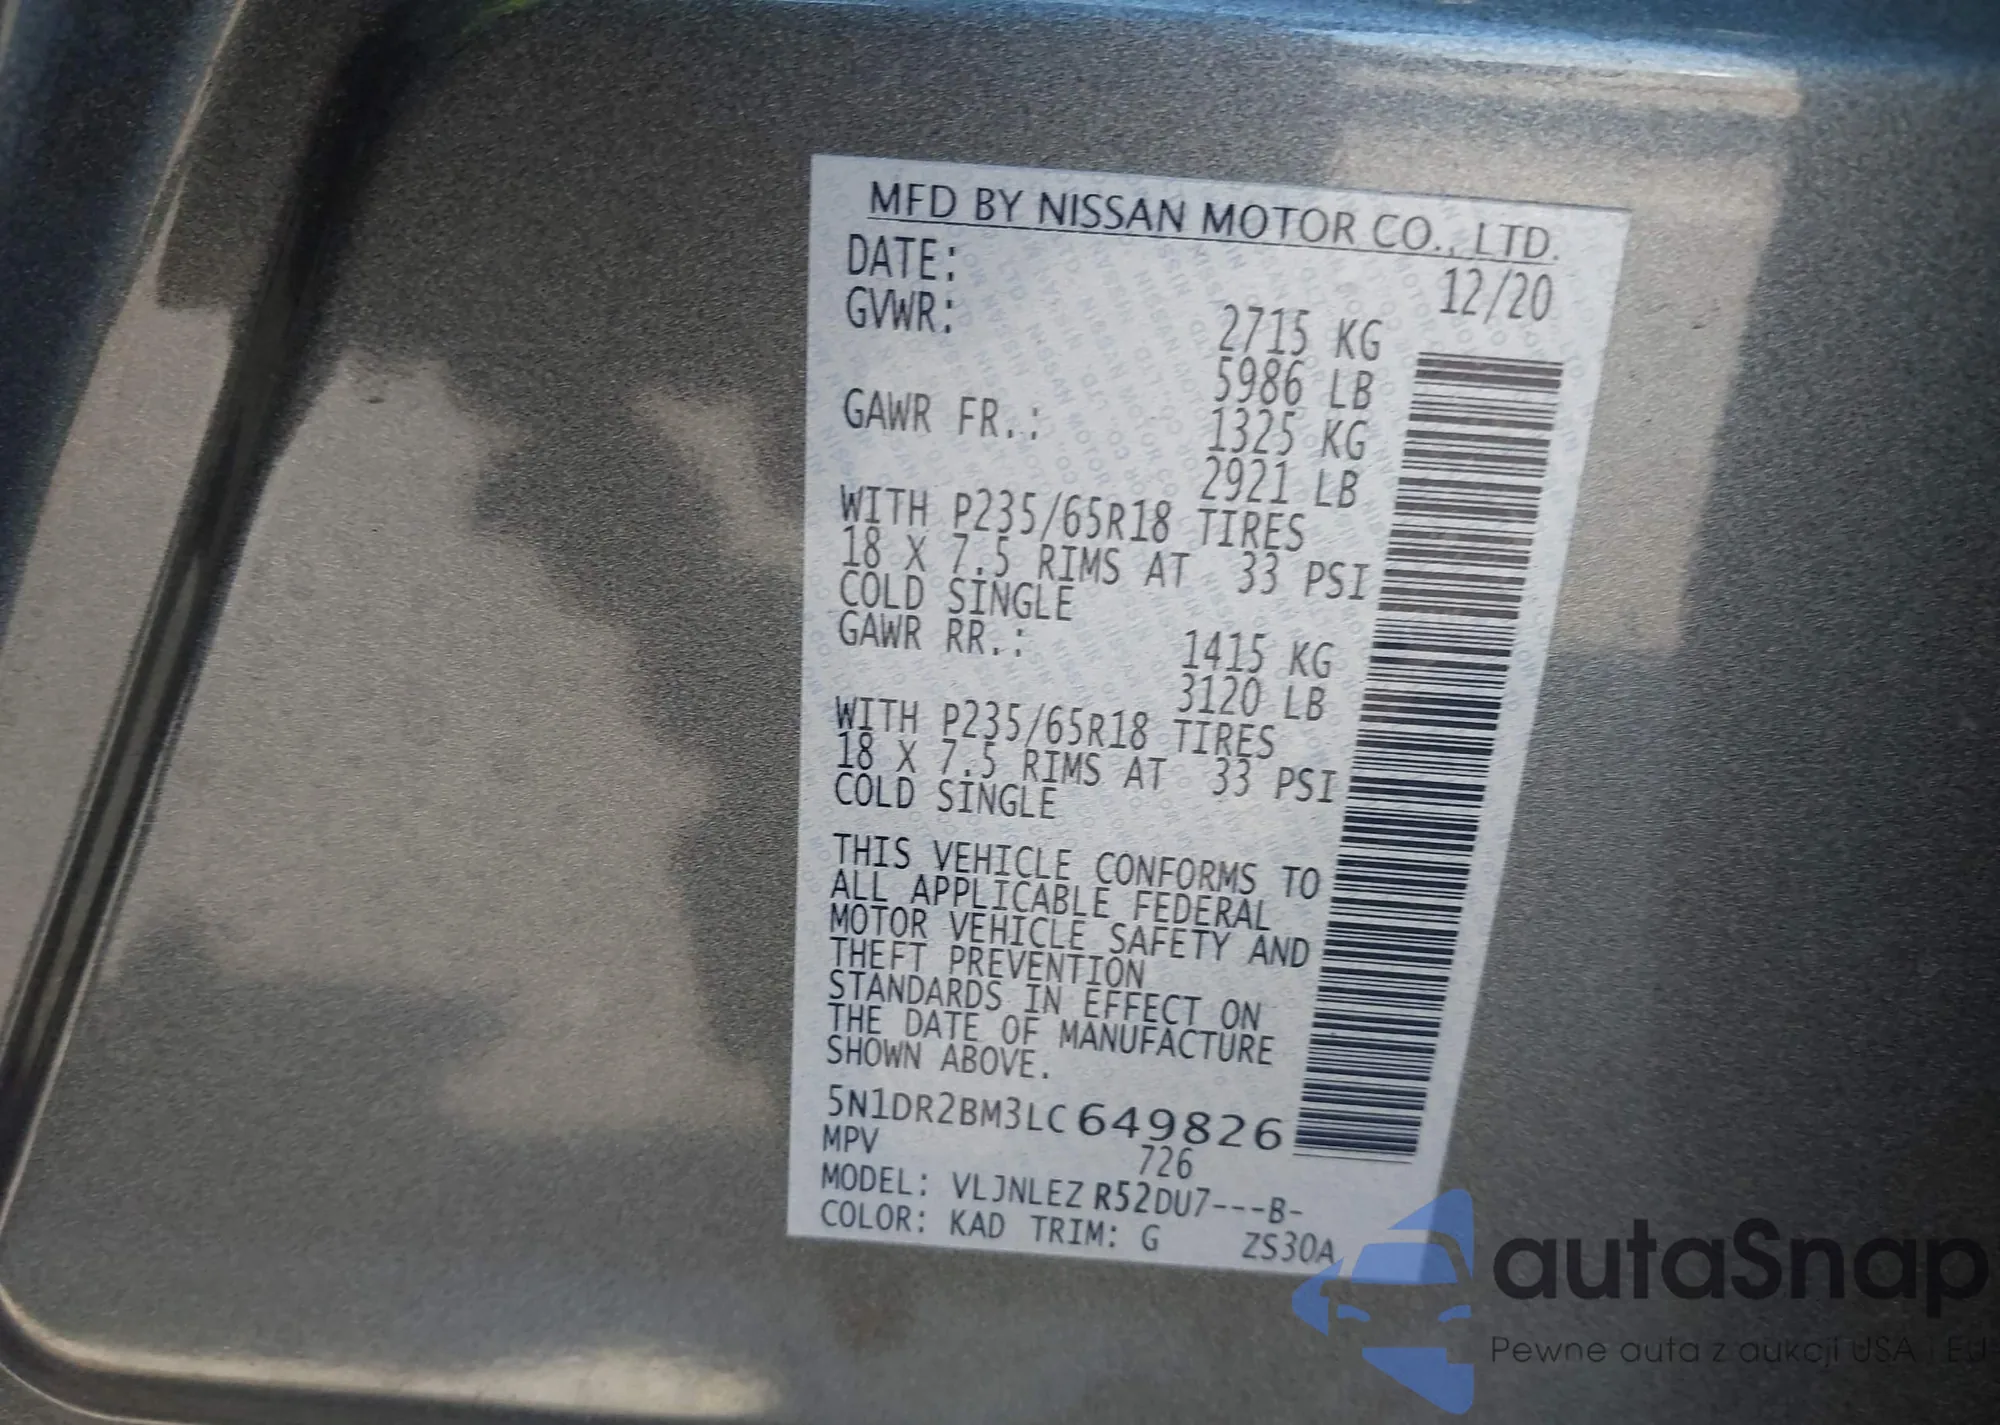 MFD BY NISSAN MOTOR CO., LTD.
DATE: 12/20
GVWR: 2715 KG
5986 LB
GAWR FR.: 1325 KG
2921 LB
WITH P235/65R18 TIRES
18 X 7.5 RIMS AT 33 PSI
COLD SINGLE
GAWR RR.: 1415 KG
3120 LB
WITH P235/65R18 TIRES
18 X 7.5 RIMS AT 33 PSI
COLD SINGLE
THIS VEHICLE CONFORMS TO
ALL APPLICABLE FEDERAL
MOTOR VEHICLE SAFETY AND
THEFT PREVENTION
STANDARDS IN EFFECT ON
THE DATE OF MANUFACTURE
SHOWN ABOVE.
5N1DR2BM3LC649826
MPV 726
MODEL: VLJNLEZ R52DU7---B-
COLOR: KAD TRIM: G ZS30A
autaSnap
Pewne auta z aukcji USA i EU